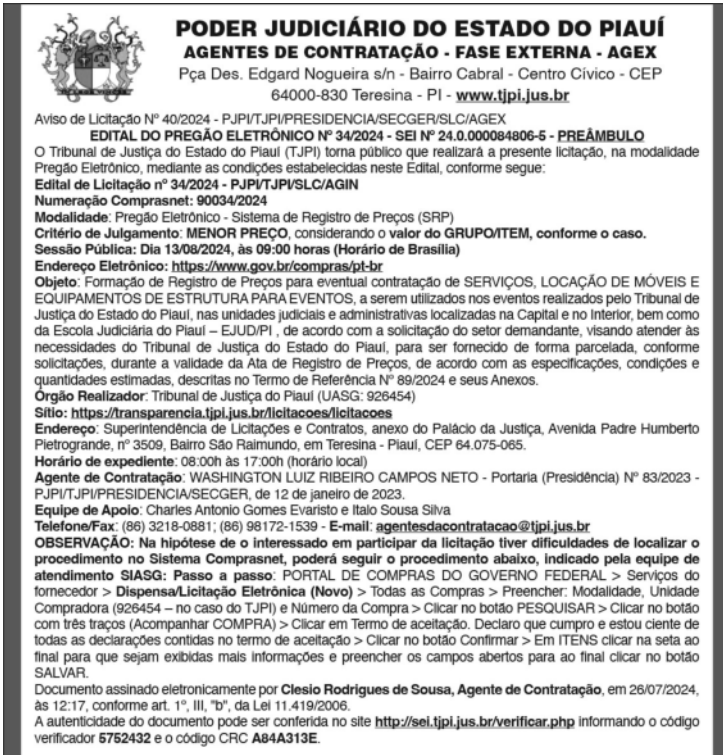 PODER JUDICIÁRIO DO ESTADO DO PIAUÍ
AGENTES DE CONTRATAÇÃO - FASE EXTERNA - AGEX
Pça Des. Edgard Nogueira s/n - Bairro Cabral - Centro Cívico - CEP
64000-830 Teresina - PI - www.tjpi.jus.br
Aviso de Licitação Nº 40/2024 - PJPI/TJPI/PRESIDENCIA/SECGER/SLC/AGEX
EDITAL DO PREGÃO ELETRÔNICO Nº 34/2024 - SEI Nº 24.0.000084806-5 - PREÂMBULO
O Tribunal de Justiça do Estado do Piauí (TJPI) torna público que realizará a presente licitação, na modalidade
Pregão Eletrônico, mediante as condições estabelecidas neste Edital, conforme segue:
Edital de Licitação nº 34/2024 - PJPI/TJPI/SLC/AGIN
Numeração Comprasnet: 90034/2024
Modalidade: Pregão Eletrônico - Sistema de Registro de Preços (SRP)
Critério de Julgamento: MENOR PREÇO, considerando o valor do GRUPO/ITEM, conforme o caso.
Sessão Pública: Dia 13/08/2024, às 09:00 horas (Horário de Brasília)
Endereço Eletrônico: https://www.gov.br/compras/pt-br
Objeto: Formação de Registro de Preços para eventual contratação de SERVIÇOS, LOCAÇÃO DE MÓVEIS E
EQUIPAMENTOS DE ESTRUTURA PARA EVENTOS, a serem utilizados nos eventos realizados pelo Tribunal de
Justiça do Estado do Piauí, nas unidades judiciais e administrativas localizadas na Capital e no Interior, bem como
da Escola Judiciária do Piauí – EJUD/PI , de acordo com a solicitação do setor demandante, visando atender às
necessidades do Tribunal de Justiça do Estado do Piauí, para ser fornecido de forma parcelada, conforme
solicitações, durante a validade da Ata de Registro de Preços, de acordo com as especificações, condições e
quantidades estimadas, descritas no Termo de Referência Nº 89/2024 e seus Anexos.
Órgão Realizador: Tribunal de Justiça do Piauí (UASG: 926454)
Sítio: https://transparencia.tjpi.jus.br/licitacoes/licitacoes
Endereço: Superintendência de Licitações e Contratos, anexo do Palácio da Justiça, Avenida Padre Humberto
Pietrogrande, nº 3509, Bairro São Raimundo, em Teresina - Piauí, CEP 64.075-065.
Horário de expediente: 08:00h às 17:00h (horário local)
Agente de Contratação: WASHINGTON LUIZ RIBEIRO CAMPOS NETO - Portaria (Presidência) Nº 83/2023 -
PJPI/TJPI/PRESIDENCIA/SECGER, de 12 de janeiro de 2023.
Equipe de Apoio: Charles Antonio Gomes Evaristo e Italo Sousa Silva
Telefone/Fax: (86) 3218-0881; (86) 98172-1539 - E-mail: agentesdacontratacao@tjpi.jus.br
OBSERVAÇÃO: Na hipótese de o interessado em participar da licitação tiver dificuldades de localizar o
procedimento no Sistema Comprasnet, poderá seguir o procedimento abaixo, indicado pela equipe de
atendimento SIASG: Passo a passo: PORTAL DE COMPRAS DO GOVERNO FEDERAL > Serviços do
fornecedor > Dispensa/Licitação Eletrônica (Novo) > Todas as Compras > Preencher: Modalidade, Unidade
Compradora (926454 – no caso do TJPI) e Número da Compra > Clicar no botão PESQUISAR > Clicar no botão
com três traços (Acompanhar COMPRA) > Clicar em Termo de aceitação. Declaro que cumpro e estou ciente de
todas as declarações contidas no termo de aceitação > Clicar no botão Confirmar > Em ITENS clicar na seta ao
final para que sejam exibidas mais informações e preencher os campos abertos para ao final clicar no botão
SALVAR.
Documento assinado eletronicamente por Clesio Rodrigues de Sousa, Agente de Contratação, em 26/07/2024,
às 12:17, conforme art. 1º, III, "b", da Lei 11.419/2006.
A autenticidade do documento pode ser conferida no site http://sei.tjpi.jus.br/verificar.php informando o código
verificador 5752432 e o código CRC A84A313E.